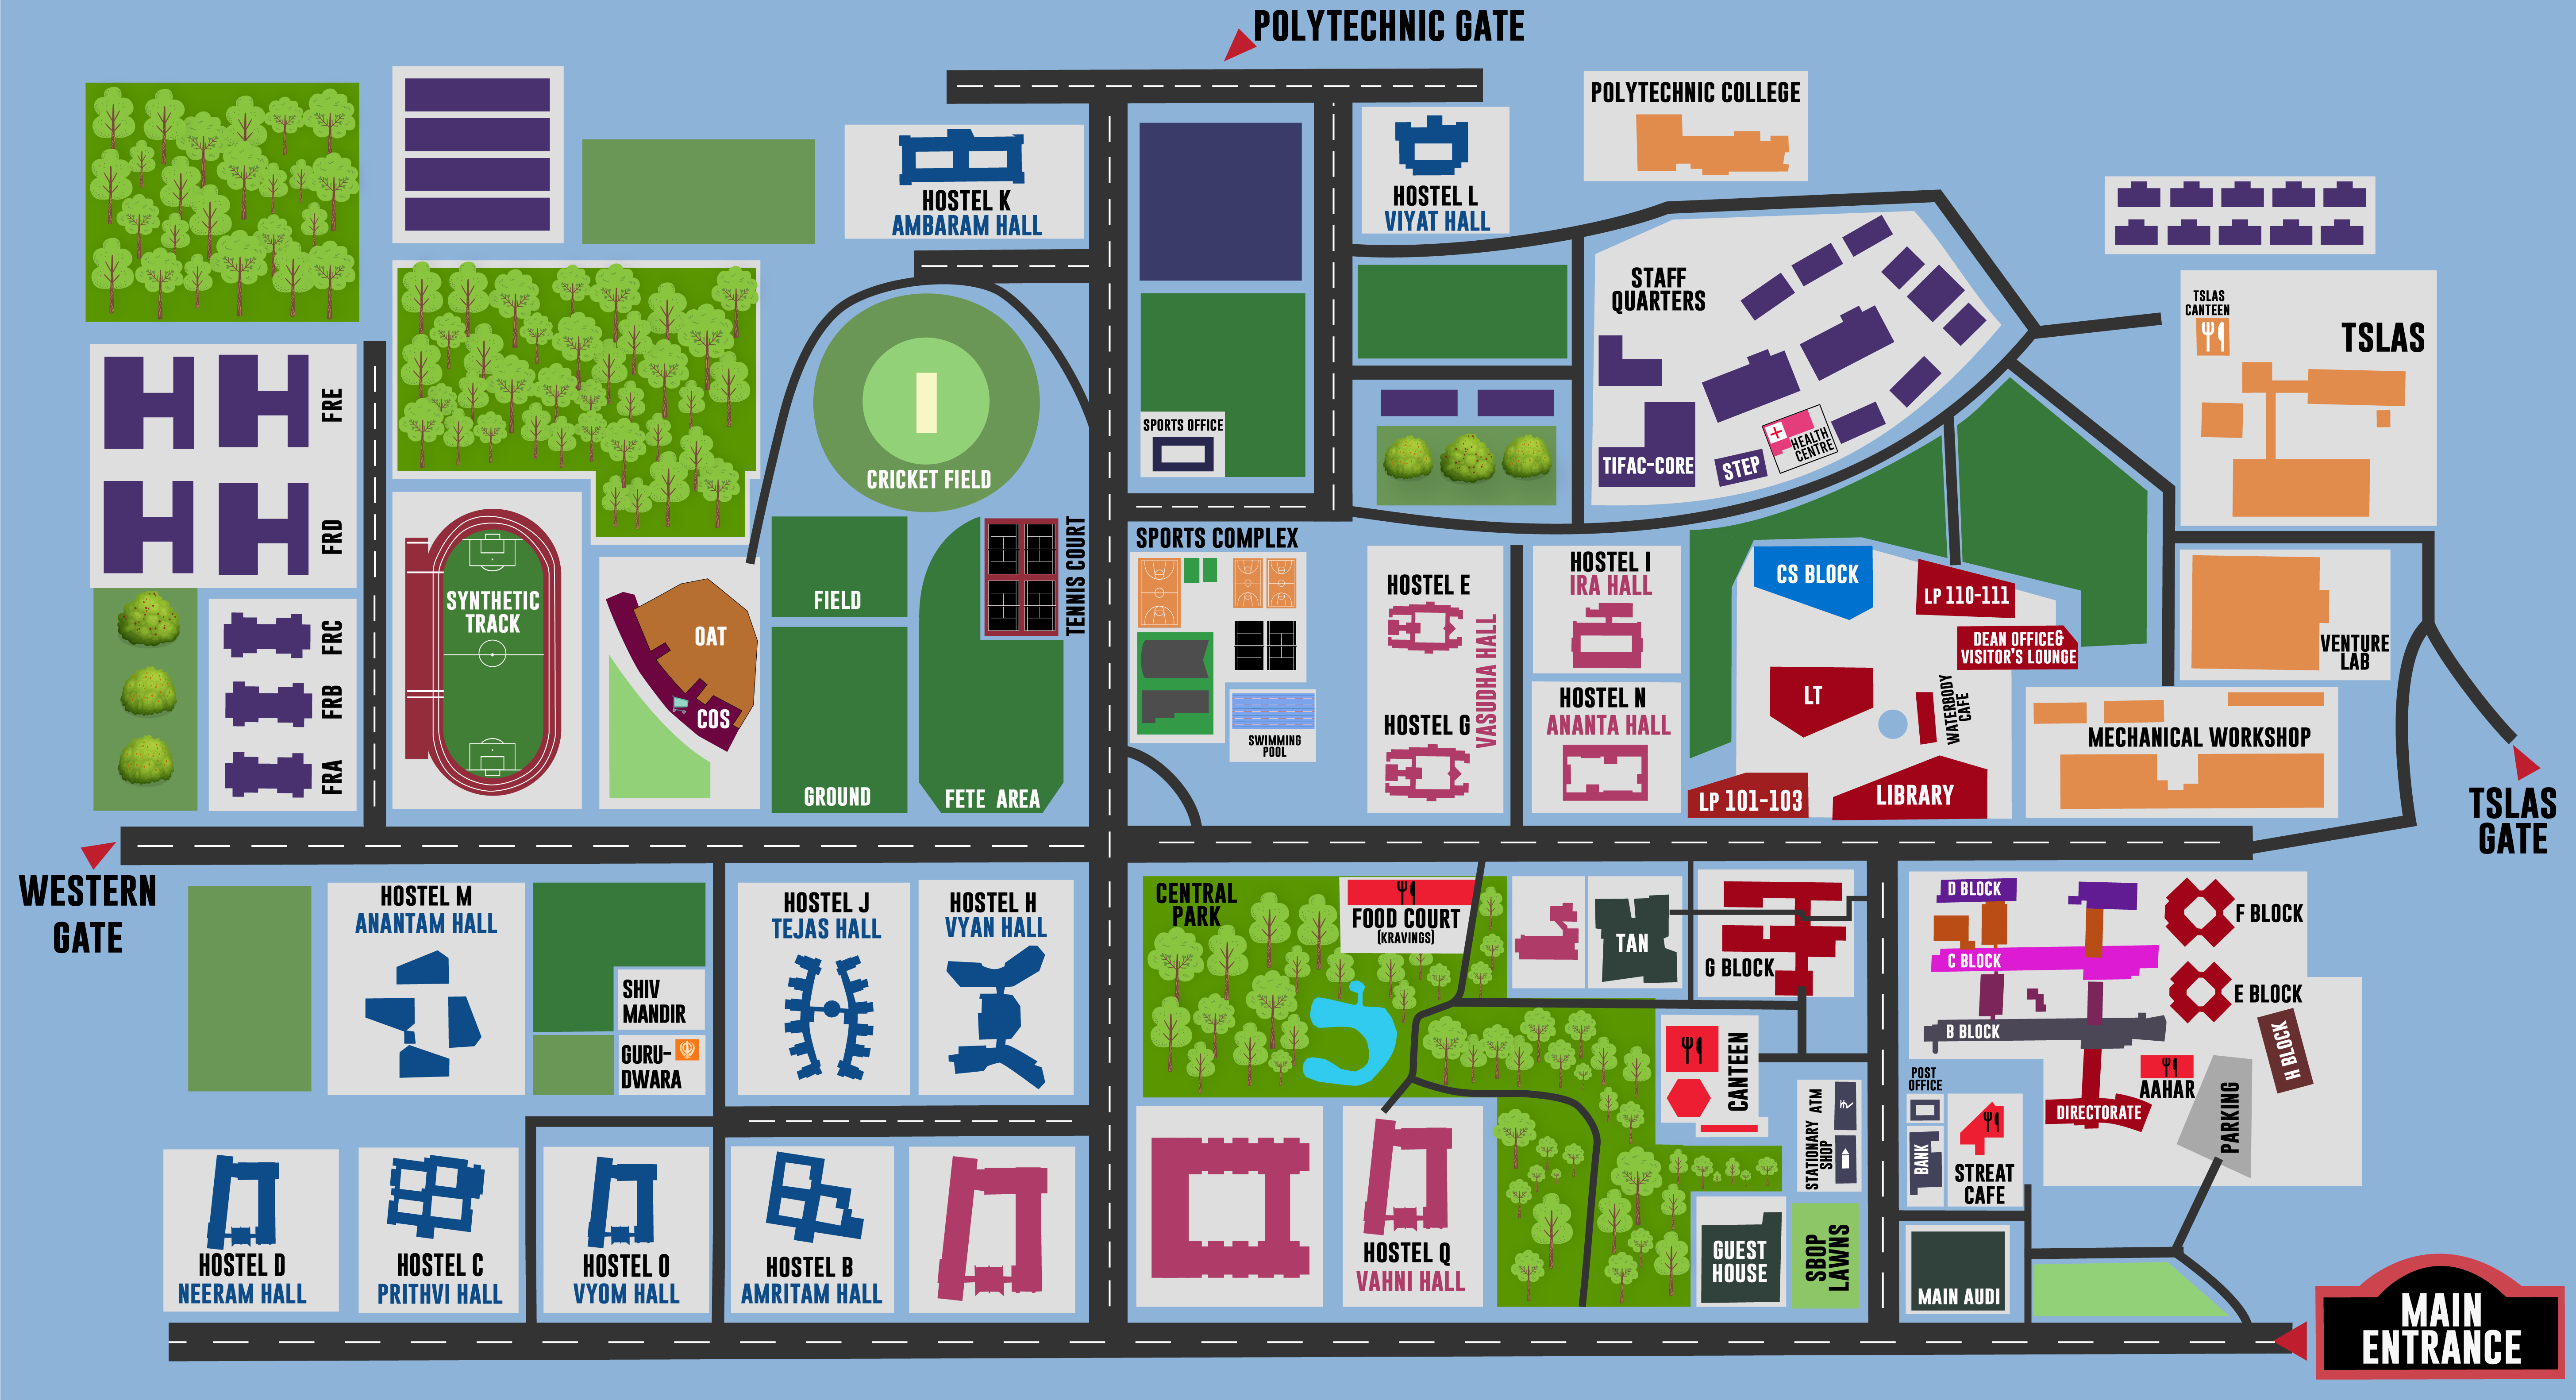 POLYTECHNIC GATE
POLYTECHNIC COLLEGE
HOSTEL K
AMBARAM HALL
HOSTEL L
VIYAT HALL
STAFF
QUARTERS
TSLAS
CANTEEN
TSLAS
FRE
FRD
CRICKET FIELD
SPORTS OFFICE
TIFAC-CORE
STEP
HEALTH
CENTRE
SYNTHETIC
TRACK
OAT
COS
FIELD
GROUND
FETE AREA
TENNIS COURT
SPORTS COMPLEX
SWIMMING
POOL
HOSTEL E
HOSTEL G
VASUDHA HALL
HOSTEL I
IRA HALL
HOSTEL N
ANANTA HALL
CS BLOCK
LP 110-111
DEAN OFFICE&
VISITOR'S LOUNGE
LT
WATERBODY
CAFE
LP 101-103
LIBRARY
VENTURE
LAB
MECHANICAL WORKSHOP
TSLAS
GATE
FRC
FRB
FRA
WESTERN
GATE
HOSTEL M
ANANTAM HALL
SHIV
MANDIR
GURU-
DWARA
HOSTEL J
TEJAS HALL
HOSTEL H
VYAN HALL
CENTRAL
PARK
FOOD COURT
(KRAVINGS)
TAN
G BLOCK
D BLOCK
C BLOCK
B BLOCK
F BLOCK
E BLOCK
H BLOCK
CANTEEN
STATIONARY
SHOP
ATM
POST
OFFICE
BANK
STREAT
CAFE
DIRECTORATE
AAHAR
PARKING
HOSTEL D
NEERAM HALL
HOSTEL C
PRITHVI HALL
HOSTEL O
VYOM HALL
HOSTEL B
AMRITAM HALL
HOSTEL Q
VAHNI HALL
GUEST
HOUSE
SBOP
LAWNS
MAIN AUDI
MAIN
ENTRANCE